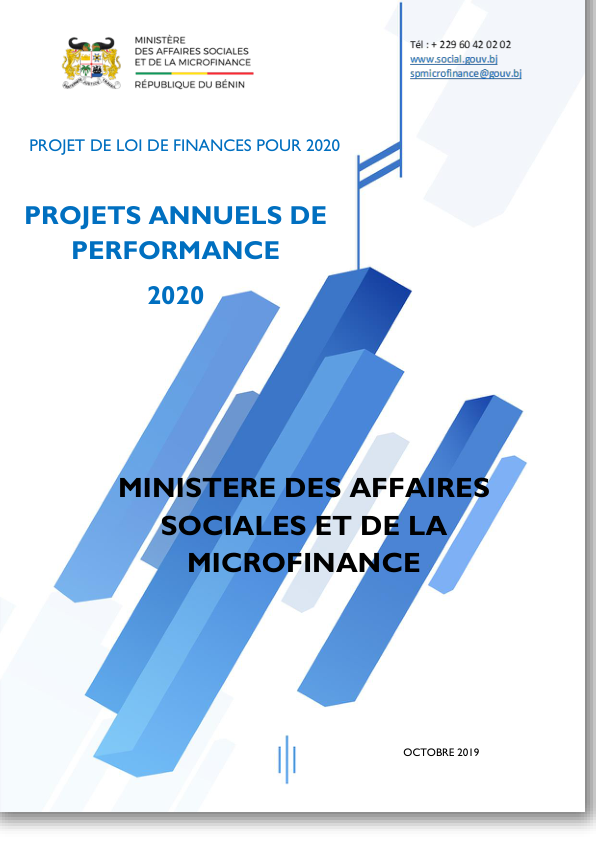 MINISTÈRE
DES AFFAIRES SOCIALES
ET DE LA MICROFINANCE
RÉPUBLIQUE DU BÉNIN
Tél : + 229 60 42 02 02
www.social.gouv.bj
spmicrofinance@gouv.bj
PROJET DE LOI DE FINANCES POUR 2020
PROJETS ANNUELS DE
PERFORMANCE
2020
MINISTERE DES AFFAIRES
SOCIALES ET DE LA
MICROFINANCE
OCTOBRE 2019